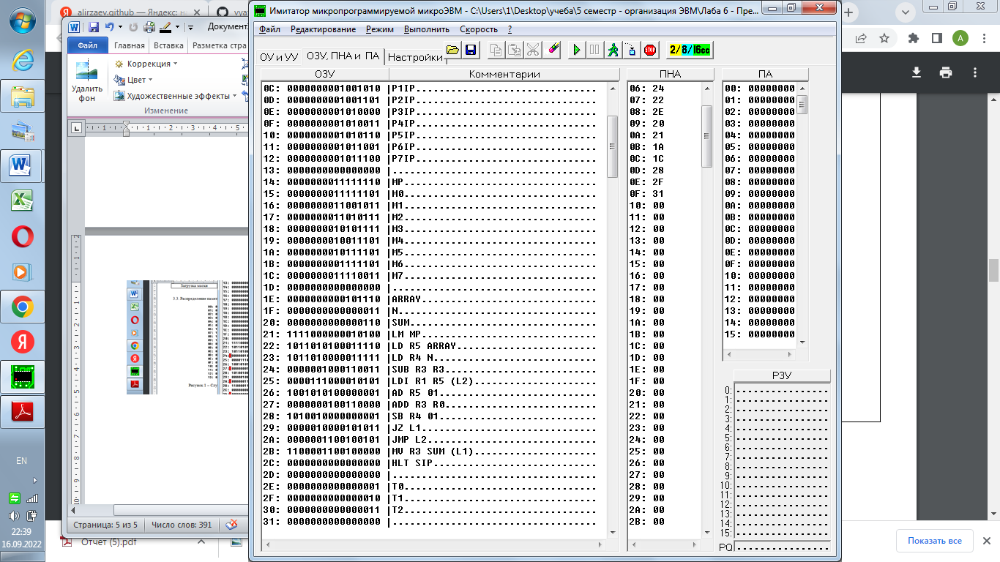 alirzaev.github — Яндекс: н
vya
Имитатор микропрограммируемой микроЭВМ - C:\Users\1\Desktop\учеба\5 семестр - организация ЭВМ\Лаба 6 - Пре...
Документ
Файл Редактирование Режим Выполнить Скорость ?
Файл Главная Вставка Разметка стра
ОУ и УУ ОЗУ, ПНА и ПА Настройки
2/8/16сс
Удалить фон
Коррекция
Цвет
Художественные эффекты
Изменение
ОЗУ Комментарии ПНА ПА
0C: 0000000001001010 |P1IP
0D: 0000000001001101 |P2IP
0E: 0000000001010000 |P3IP
0F: 0000000001010011 |P4IP
10: 0000000001010110 |P5IP
11: 0000000001011001 |P6IP
12: 0000000001011100 |P7IP
13: 0000000000000000 |
14: 0000000011111110 |MP
15: 0000000011111101 |M0
16: 0000000011001011 |M1
17: 0000000011010111 |M2
18: 0000000010101111 |M3
19: 0000000010011101 |M4
1A: 0000000010111101 |M5
1B: 0000000001111101 |M6
1C: 0000000011110011 |M7
1D: 0000000000000000 |
1E: 0000000000101110 |ARRAY
1F: 0000000000000011 |N
20: 0000000000000110 |SUM
21: 1111000000010100 |LM MP
22: 1011010100011110 |LD R5 ARRAY
23: 1011010000011111 |LD R4 N
24: 0000001000110011 |SUB R3 R3
25: 0000111000010101 |LDI R1 R5 (L2)
26: 1001010100000001 |AD R5 01
27: 0000000100110000 |ADD R3 R0
28: 1010010000000001 |SB R4 01
29: 0000010000101011 |JZ L1
2A: 0000001100100101 |JMP L2
2B: 1100001100100000 |MV R3 SUM (L1)
2C: 0000000000000000 |HLT SIP
2D: 0000000000000000 |
2E: 0000000000000001 |T0
2F: 0000000000000010 |T1
30: 0000000000000011 |T2
31: 0000000000000000 |
06: 24
07: 22
08: 2E
09: 20
0A: 21
0B: 1A
0C: 1C
0D: 28
0E: 2F
0F: 31
10: 00
11: 00
12: 00
13: 00
14: 00
15: 00
16: 00
17: 00
18: 00
19: 00
1A: 00
1B: 00
1C: 00
1D: 00
1E: 00
1F: 00
20: 00
21: 00
22: 00
23: 00
24: 00
25: 00
26: 00
27: 00
28: 00
29: 00
2A: 00
2B: 00
00: 00000000
01: 00000000
02: 00000000
03: 00000000
04: 00000000
05: 00000000
06: 00000000
07: 00000000
08: 00000000
09: 00000000
0A: 00000000
0B: 00000000
0C: 00000000
0D: 00000000
0E: 00000000
0F: 00000000
10: 00000000
11: 00000000
12: 00000000
13: 00000000
14: 00000000
15: 00000000
РЗУ
0:
1:
2:
3:
4:
5:
6:
7:
8:
9:
10:
11:
12:
13:
14:
15:
PQ
Загрузка маски
3.3. Распределение памят
Рисунок 1 – Слу
Страница: 5 из 5 Число слов: 391
Отчет (5).pdf
Показать все
EN
22:39
16.09.2022